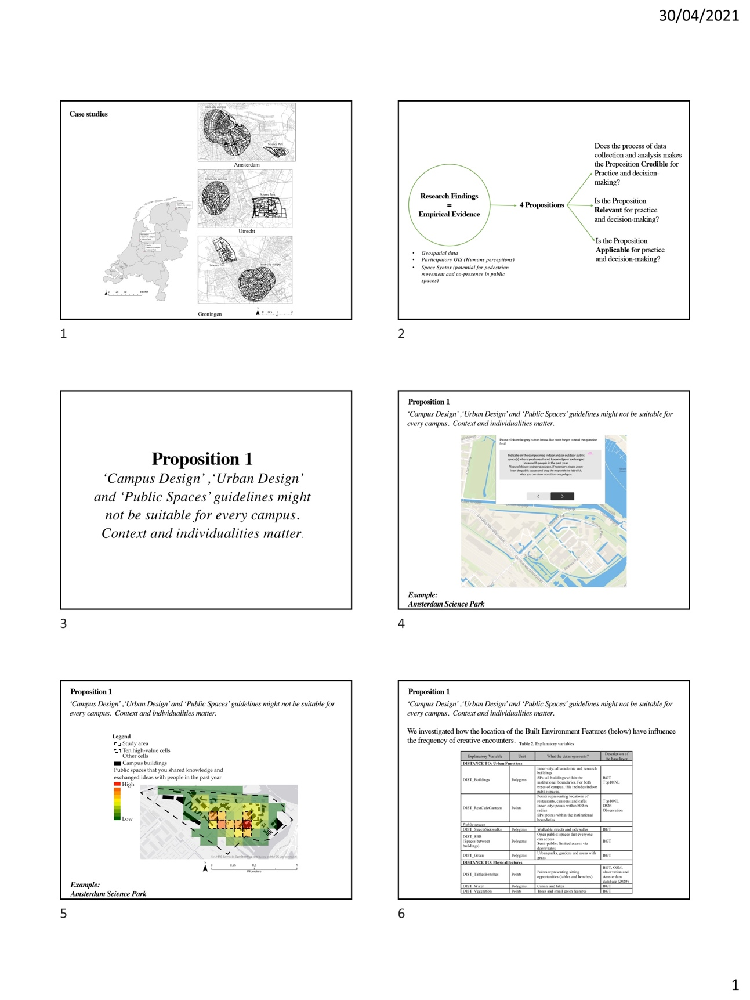 30/04/2021
Case studies
Inner-city campus
Science Park
Amsterdam
Inner-city campus
Science Park
Utrecht
Science Park
Inner-city campus
Groningen
0 25 50 100 KM
0 0,5 1 2
1
Research Findings
=
Empirical Evidence
• Geospatial data
• Participatory GIS (Humans perceptions)
• Space Syntax (potential for pedestrian
movement and co-presence in public
spaces)
4 Propositions
Does the process of data
collection and analysis makes
the Proposition Credible for
Practice and decision-
making?
Is the Proposition
Relevant for practice
and decision-making?
Is the Proposition
Applicable for practice
and decision-making?
2
Proposition 1
‘Campus Design’ ,‘Urban Design’
and ‘Public Spaces’ guidelines might
not be suitable for every campus.
Context and individualities matter.
3
Proposition 1
‘Campus Design’ ,‘Urban Design’ and ‘Public Spaces’ guidelines might not be suitable for
every campus. Context and individualities matter.
Please click on the grey button below. But don't forget to read the question
first!
Indicate on the campus map indoor and/or outdoor public
space(s) where you have shared knowledge or exchanged
ideas with people in the past year
Please click here to draw a polygon. If necessary, please zoom-
in on the public spaces and drag the map with the left-click.
Also, you can draw more than one polygon.
Carolina MacGillavrylaan
Science Park
Science Park
Carolina MacGillavrylaan
Science Park
Example:
Amsterdam Science Park
4
Proposition 1
‘Campus Design’ ,‘Urban Design’ and ‘Public Spaces’ guidelines might not be suitable for
every campus. Context and individualities matter.
Legend
Study area
Ten high-value cells
Other cells
Campus buildings
Public spaces that you shared knowledge and
exchanged ideas with people in the past year
High
Low
0 0,25 0,5 1
Kilometers
Example:
Amsterdam Science Park
5
Proposition 1
‘Campus Design’ ,‘Urban Design’ and ‘Public Spaces’ guidelines might not be suitable for
every campus. Context and individualities matter.
We investigated how the location of the Built Environment Features (below) have influence
the frequency of creative encounters.
Table 2. Explanatory variables
Explanatory Variable Unit What the data represents? Description of
the base layer
DISTANCE TO: Urban Functions
DIST_Buildings Polygons Inner-city: all academic and research
buildings
SPs: all buildings within the
institutional boundaries. For both
types of campus, this includes indoor
public spaces.
BGT
Top10.NL
DIST_RestCafeCanteen Points Points representing locations of
restaurants, canteens and cafés
Inner-city: points within 800 m
radius
SPs: points within the institutional
boundaries
Top10NL
OSM
Observation
Public spaces
DIST_StreetsSidewalks Polygons Walkable streets and sidewalks BGT
DIST_SBB
(Spaces between
buildings)
Polygons
Open public: spaces that everyone
can access
Semi-public: limited access via
doors/gates
BGT
DIST_Green Polygons Urban parks, gardens and areas with
grass
BGT
DISTANCE TO: Physical features
DIST_TablesBenches Points Points representing sitting
opportunities (tables and benches)
BGT, OSM,
observation and
Amsterdam
database (2020)
DIST_Water Polygons Canals and lakes BGT
DIST_Vegetation Points Trees and small green features BGT
6
1